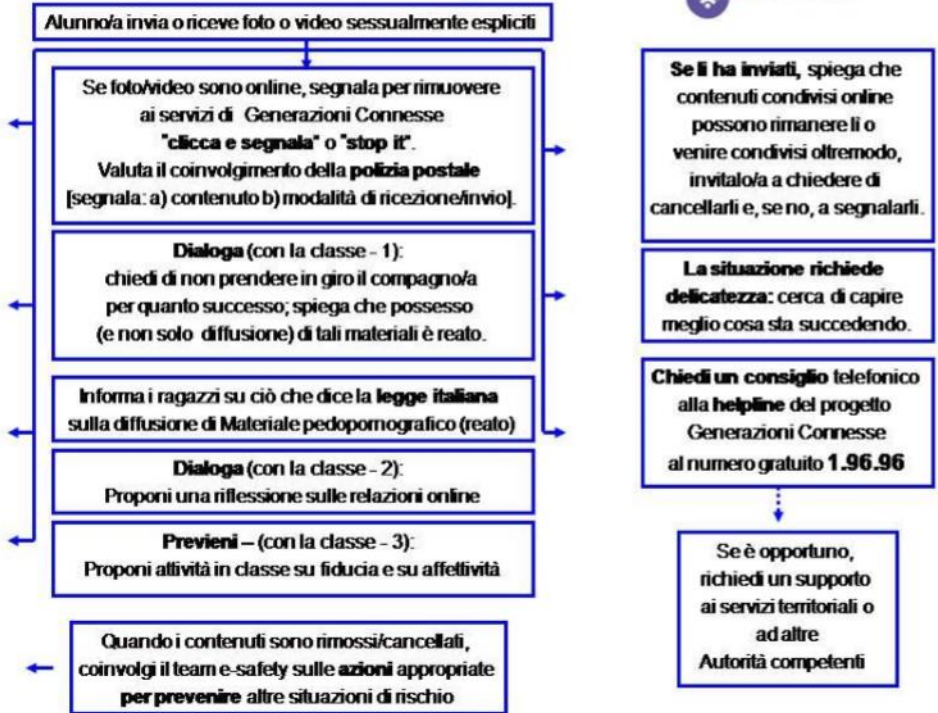 Alunno/a invia o riceve foto o video sessualmente espliciti
Se foto/video sono online, segnala per rimuovere
ai servizi di Generazioni Connesse
"clicca e segnala" o "stop it".
Valuta il coinvolgimento della polizia postale
[segnala: a) contenuto b) modalità di ricezione/invio].
Dialoga (con la classe - 1):
chiedi di non prendere in giro il compagno/a
per quanto successo; spiega che possesso
(e non solo diffusione) di tali materiali è reato.
Informa i ragazzi su ciò che dice la legge italiana
sulla diffusione di Materiale pedopornografico (reato)
Dialoga (con la classe - 2):
Proponi una riflessione sulle relazioni online
Previeni – (con la classe - 3):
Proponi attività in classe su fiducia e su affettività
Quando i contenuti sono rimossi/cancellati,
coinvolgi il team e-safety sulle azioni appropriate
per prevenire altre situazioni di rischio
Se li ha inviati, spiega che
contenuti condivisi online
possono rimanere lì o
venire condivisi oltremodo,
invitalo/a a chiedere di
cancellarli e, se no, a segnalarli.
La situazione richiede
delicatezza: cerca di capire
meglio cosa sta succedendo.
Chiedi un consiglio telefonico
alla helpline del progetto
Generazioni Connesse
al numero gratuito 1.96.96
Se è opportuno,
richiedi un supporto
ai servizi territoriali o
ad altre
Autorità competenti